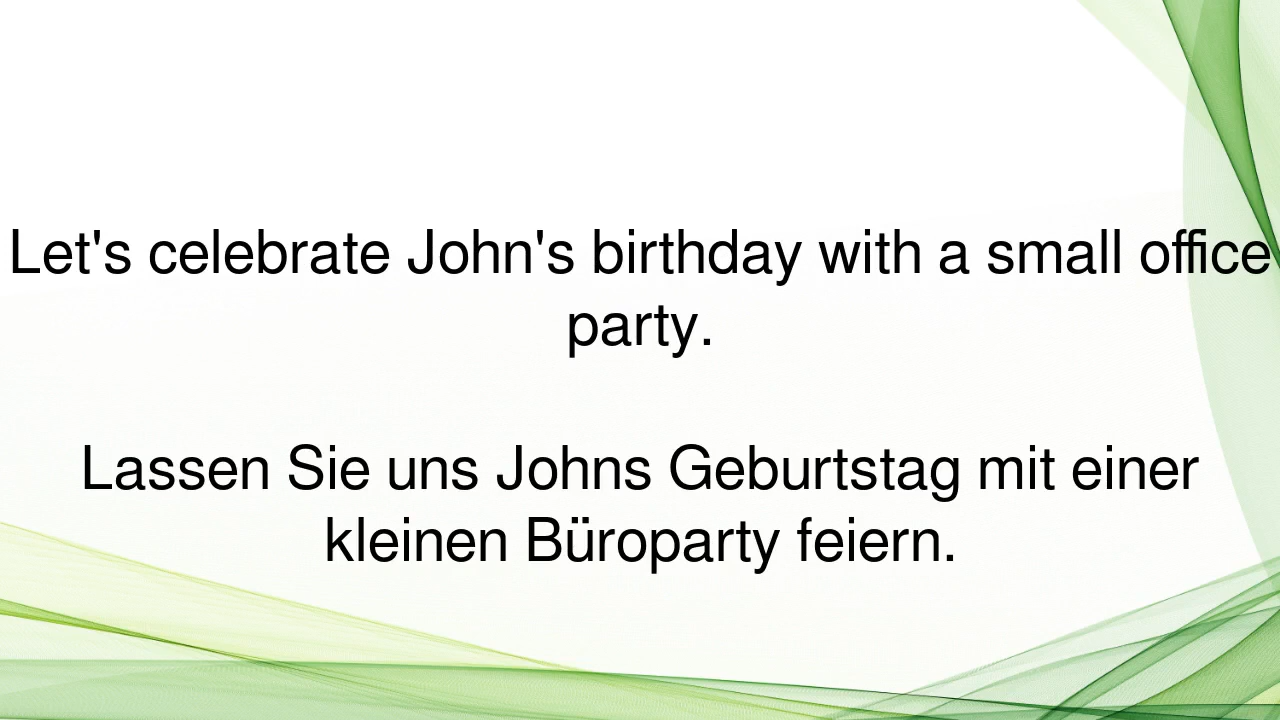 Let's celebrate John's birthday with a small office
party.
Lassen Sie uns Johns Geburtstag mit einer
kleinen Büroparty feiern.